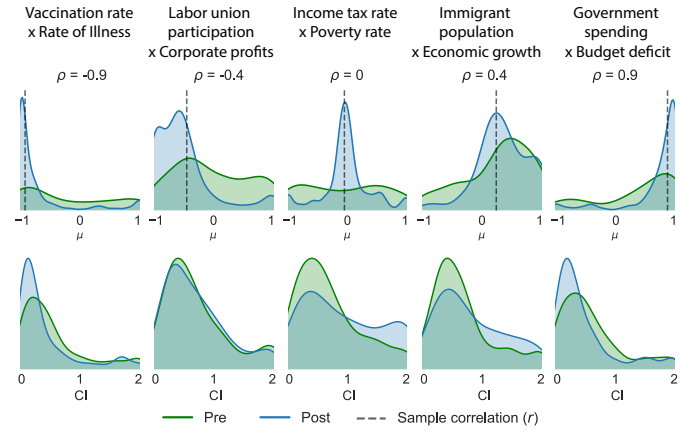 Vaccination rate
x Rate of Illness
Labor union
participation
x Corporate profits
Income tax rate
x Poverty rate
Immigrant
population
x Economic growth
Government
spending
x Budget deficit
ρ = -0.9
ρ = -0.4
ρ = 0
ρ = 0.4
ρ = 0.9
−1 0 1
−1 0 1
−1 0 1
−1 0 1
−1 0 1
μ μ μ μ μ
0 1 2
0 1 2
0 1 2
0 1 2
0 1 2
CI CI CI CI CI
Pre Post Sample correlation (r)